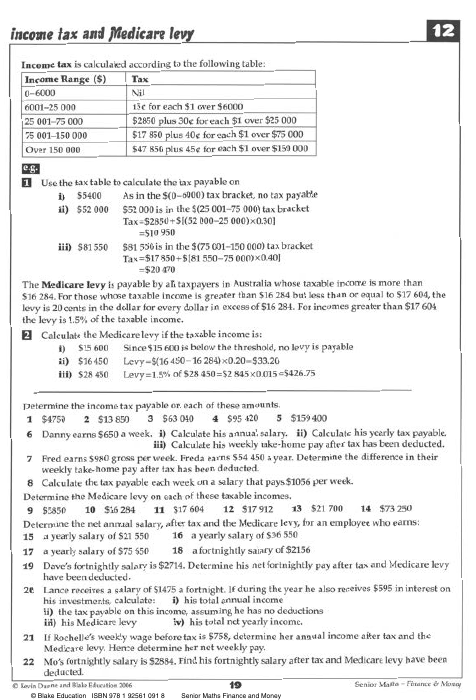 income tax and Medicare levy
12
Income tax is calculated according to the following table:
Income Range ($) Tax
0–6000 Nil
6001–25 000 15c for each $1 over $6000
25 001–75 000 $2850 plus 30¢ for each $1 over $25 000
75 001–150 000 $17 850 plus 40¢ for each $1 over $75 000
Over 150 000 $47 850 plus 45¢ for each $1 over $150 000
e.g.
1 Use the tax table to calculate the tax payable on
i) $5400 As in the $(0–6000) tax bracket, no tax payable
ii) $52 000 $52 000 is in the $(25 001–75 000) tax bracket
Tax=$2850+$[(52 000–25 000)×0.30]
=$10 950
iii) $81 550 $81 550 is in the $(75 001–150 000) tax bracket
Tax=$17 850+$[81 550–75 000)×0.40]
=$20 470
The Medicare levy is payable by all taxpayers in Australia whose taxable income is more than
$16 284. For those whose taxable income is greater than $16 284 but less than or equal to $17 604, the
levy is 20 cents in the dollar for every dollar in excess of $16 284. For incomes greater than $17 604
the levy is 1.5% of the taxable income.
2 Calculate the Medicare levy if the taxable income is:
i) $15 600 Since $15 600 is below the threshold, no levy is payable
ii) $16 450 Levy=$(16 450–16 284)×0.20=$33.20
iii) $28 450 Levy=1.5% of $28 450=$2 845×0.015=$426.75
Determine the income tax payable on each of these amounts.
1 $4750 2 $13 850 3 $63 040 4 $95 420 5 $159 400
6 Danny earns $650 a week. i) Calculate his annual salary. ii) Calculate his yearly tax payable.
iii) Calculate his weekly take-home pay after tax has been deducted.
7 Fred earns $980 gross per week. Freda earns $54 450 a year. Determine the difference in their
weekly take-home pay after tax has been deducted.
8 Calculate the tax payable each week on a salary that pays $1056 per week.
Determine the Medicare levy on each of these taxable incomes.
9 $5850 10 $16 284 11 $17 604 12 $17 912 13 $21 700 14 $73 250
Determine the net annual salary, after tax and the Medicare levy, for an employee who earns:
15 a yearly salary of $21 550 16 a yearly salary of $36 550
17 a yearly salary of $75 650 18 a fortnightly salary of $2156
19 Dave's fortnightly salary is $2714. Determine his net fortnightly pay after tax and Medicare levy
have been deducted.
20 Lance receives a salary of $1475 a fortnight. If during the year he also receives $595 in interest on
his investments, calculate: i) his total annual income
ii) the tax payable on this income, assuming he has no deductions
iii) his Medicare levy iv) his total net yearly income.
21 If Rochelle's weekly wage before tax is $758, determine her annual income after tax and the
Medicare levy. Hence determine her net weekly pay.
22 Mo's fortnightly salary is $2884. Find his fortnightly salary after tax and Medicare levy have been
deducted.
© Kevin Dunne and Blake Education 2006 19 Senior Maths – Finance & Money
© Blake Education ISBN 978 1 92561 091 8 Senior Maths Finance and Money